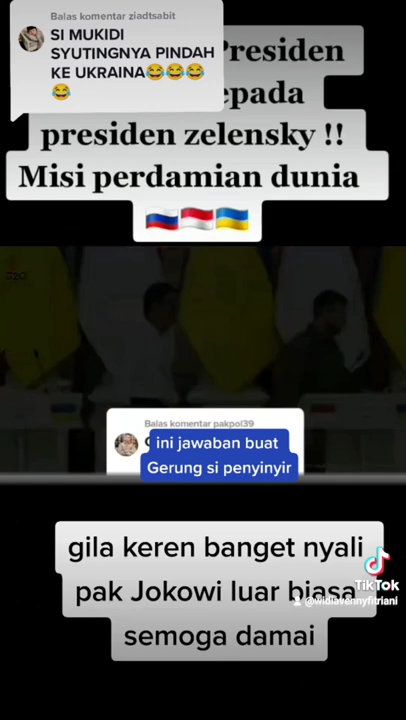 Balas komentar ziadtsabit
SI MUKIDI
SYUTINGNYA PINDAH
KE UKRAINA😂😂😂
😂
Presiden
epada
presiden zelensky !!
Misi perdamian dunia
🇷🇺🇮🇩🇺🇦
Balas komentar pakpol39
ini jawaban buat
Gerung si penyinyir
gila keren banget nyali
pak Jokowi luar biasa
semoga damai
TikTok
@widiavennyfitriani